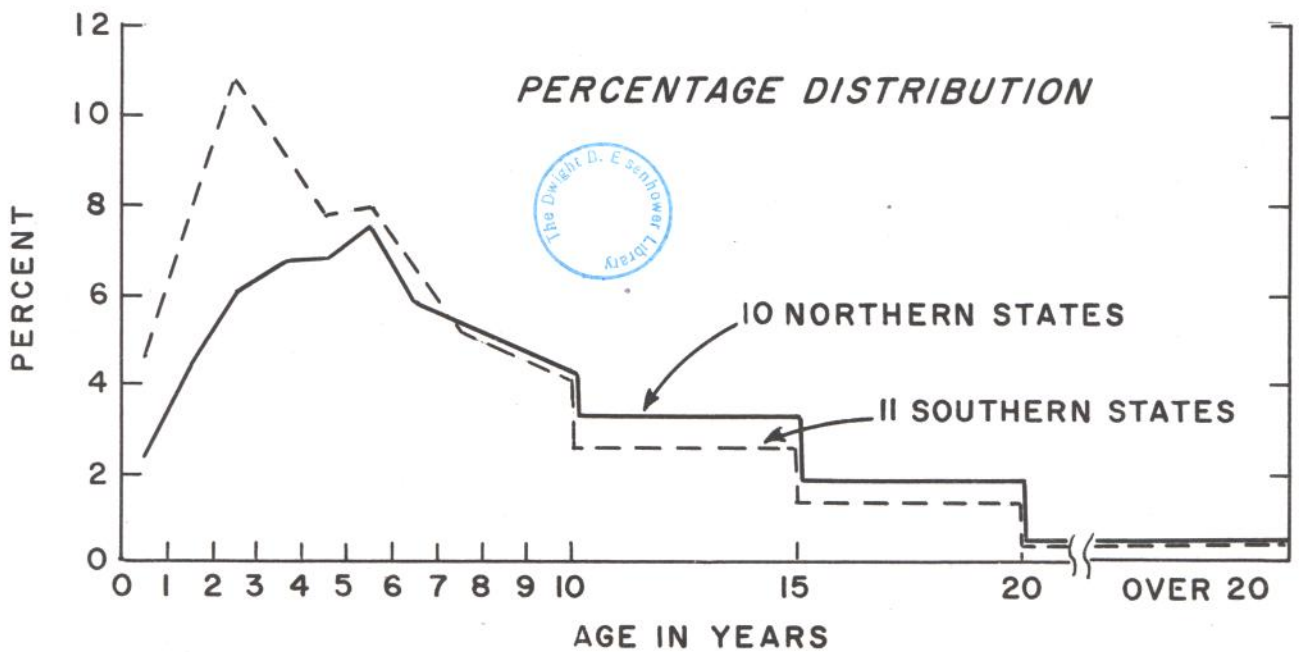 PERCENTAGE DISTRIBUTION
The Dwight D. Eisenhower Library
PERCENT
12
10
8
6
4
2
0
10 NORTHERN STATES
11 SOUTHERN STATES
0 1 2 3 4 5 6 7 8 9 10 15 20 OVER 20
AGE IN YEARS